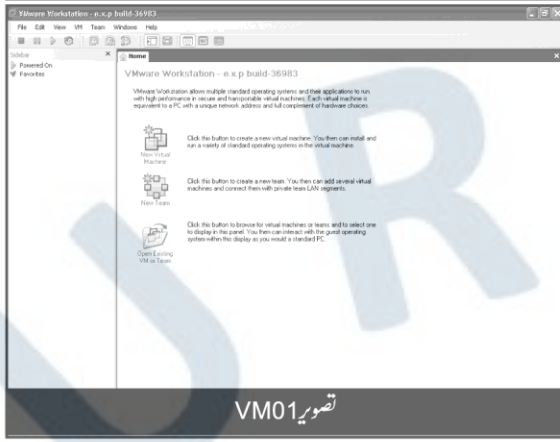 VMware Workstation - e.x.p build-36983
File Edit View VM Team Windows Help
Sidebar
Powered On
Favorites
Home
VMware Workstation - e.x.p build-36983
VMware Workstation allows multiple standard operating systems and their applications to run
with high performance in secure and transportable virtual machines. Each virtual machine is
equivalent to a PC with a unique network address and full complement of hardware choices.
New Virtual
Machine
Click this button to create a new virtual machine. You then can install and
run a variety of standard operating systems in the virtual machine.
New Team
Click this button to create a new team. You then can add several virtual
machines and connect them with private team LAN segments.
Open Existing
VM or Team
Click this button to browse for virtual machines or teams and to select one
to display in this panel. You then can interact with the guest operating
system within this display as you would a standard PC.
تصویر VM01
U R